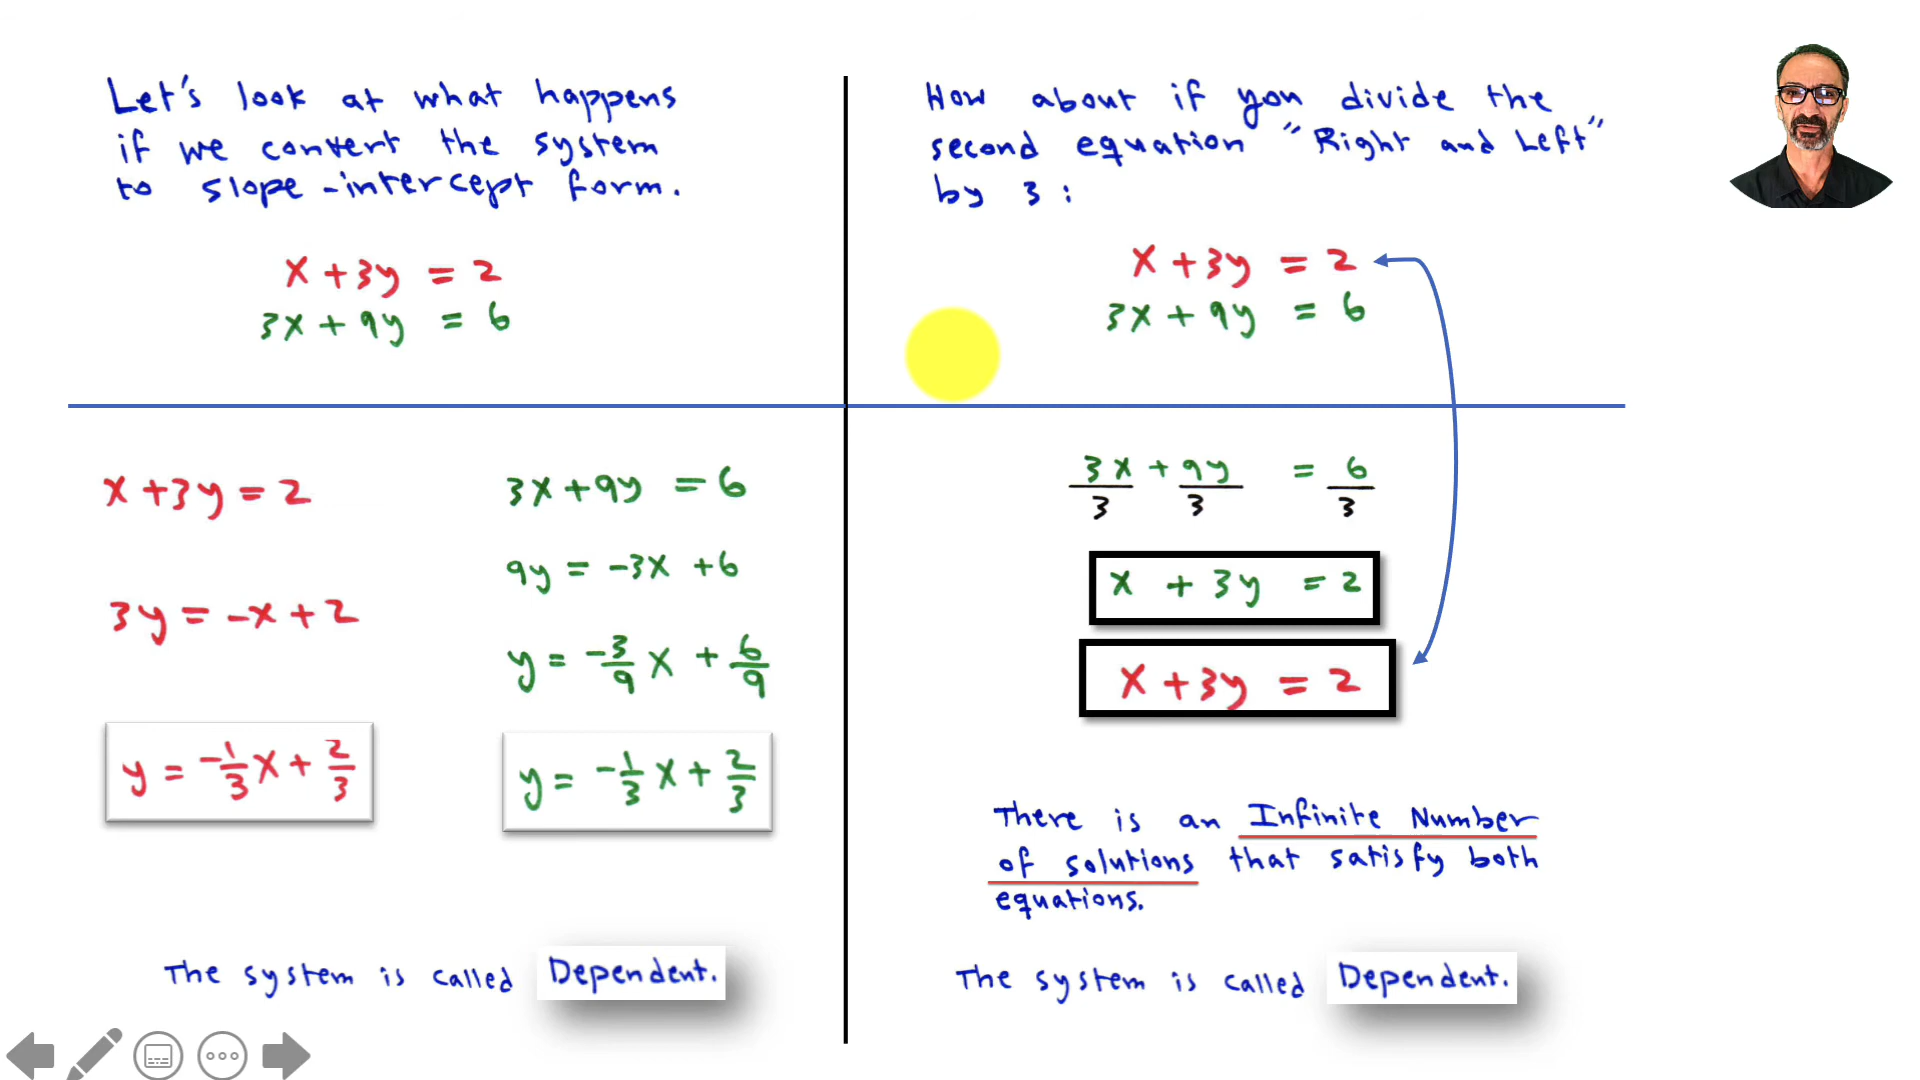 Let's look at what happens
if we convert the system
to slope-intercept form.
x + 3y = 2
3x + 9y = 6
x + 3y = 2
3y = -x + 2
y = -1/3 x + 2/3
3x + 9y = 6
9y = -3x + 6
y = -3/9 x + 6/9
y = -1/3 x + 2/3
The system is called Dependent.
How about if you divide the
second equation "Right and Left"
by 3:
x + 3y = 2
3x + 9y = 6
3x/3 + 9y/3 = 6/3
x + 3y = 2
x + 3y = 2
There is an Infinite Number
of solutions that satisfy both
equations.
The system is called Dependent.